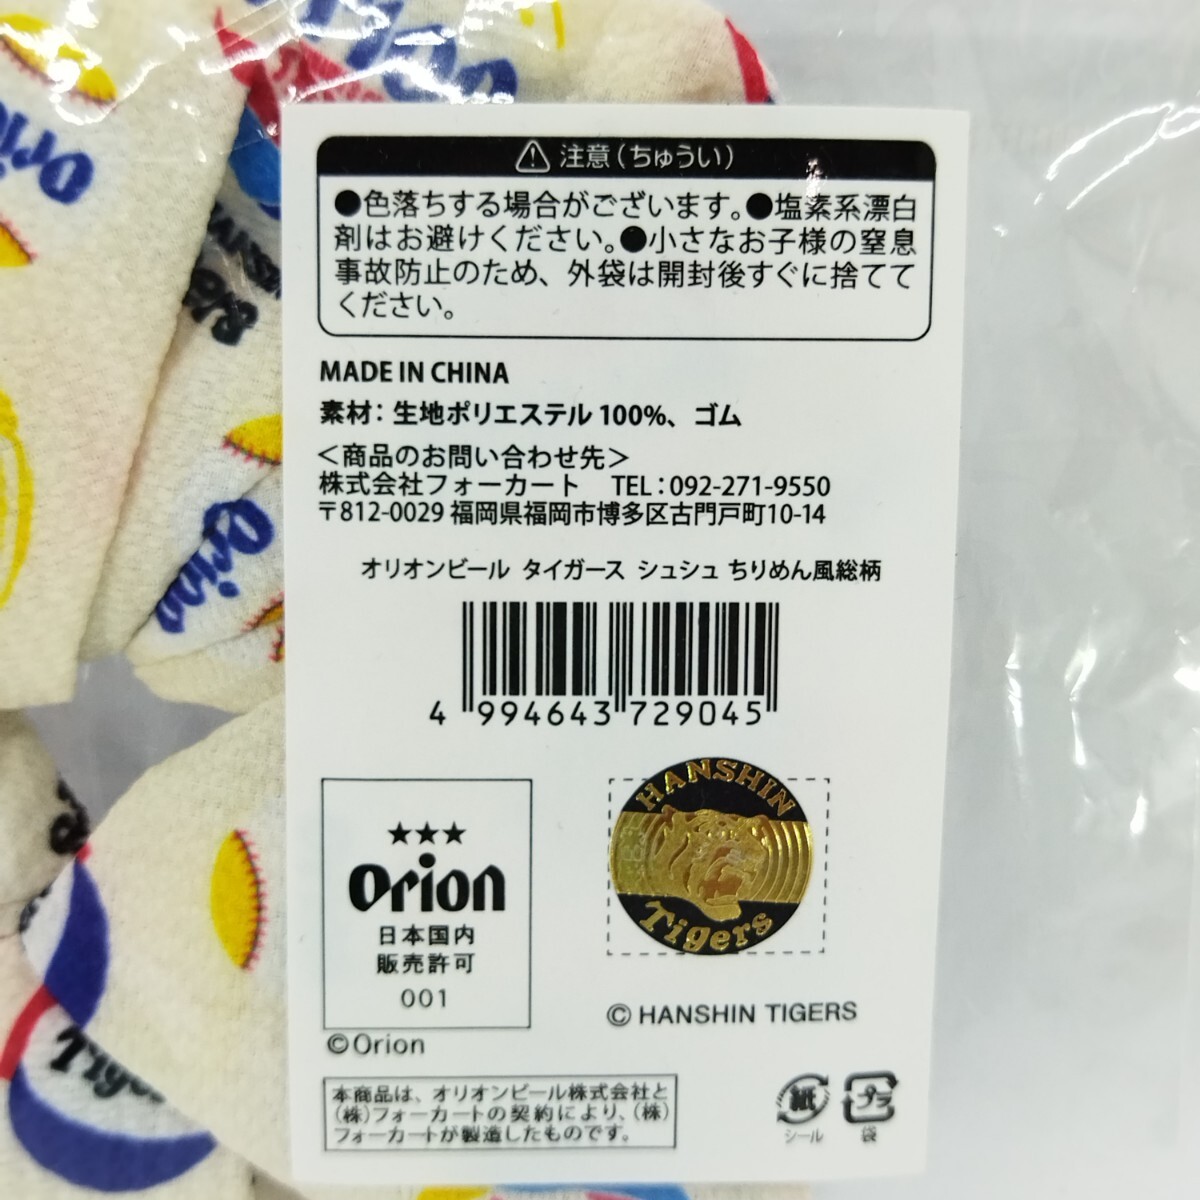 Orion
Orion
Tigers
⚠ 注意（ちゅうい）
●色落ちする場合がございます。●塩素系漂白
剤はお避けください。●小さなお子様の窒息
事故防止のため、外袋は開封後すぐに捨てて
ください。
MADE IN CHINA
素材：生地ポリエステル100%、ゴム
＜商品のお問い合わせ先＞
株式会社フォーカート　TEL：092-271-9550
〒812-0029 福岡県福岡市博多区古門戸町10-14
オリオンビール タイガース シュシュ ちりめん風総柄
4 994643 729045
★★★
Orion
日本国内
販売許可
001
©Orion
HANSHIN
Tigers
© HANSHIN TIGERS
本商品は、オリオンビール株式会社と
(株)フォーカートの契約により、(株)
フォーカートが製造したものです。
紙
シール
プラ
袋